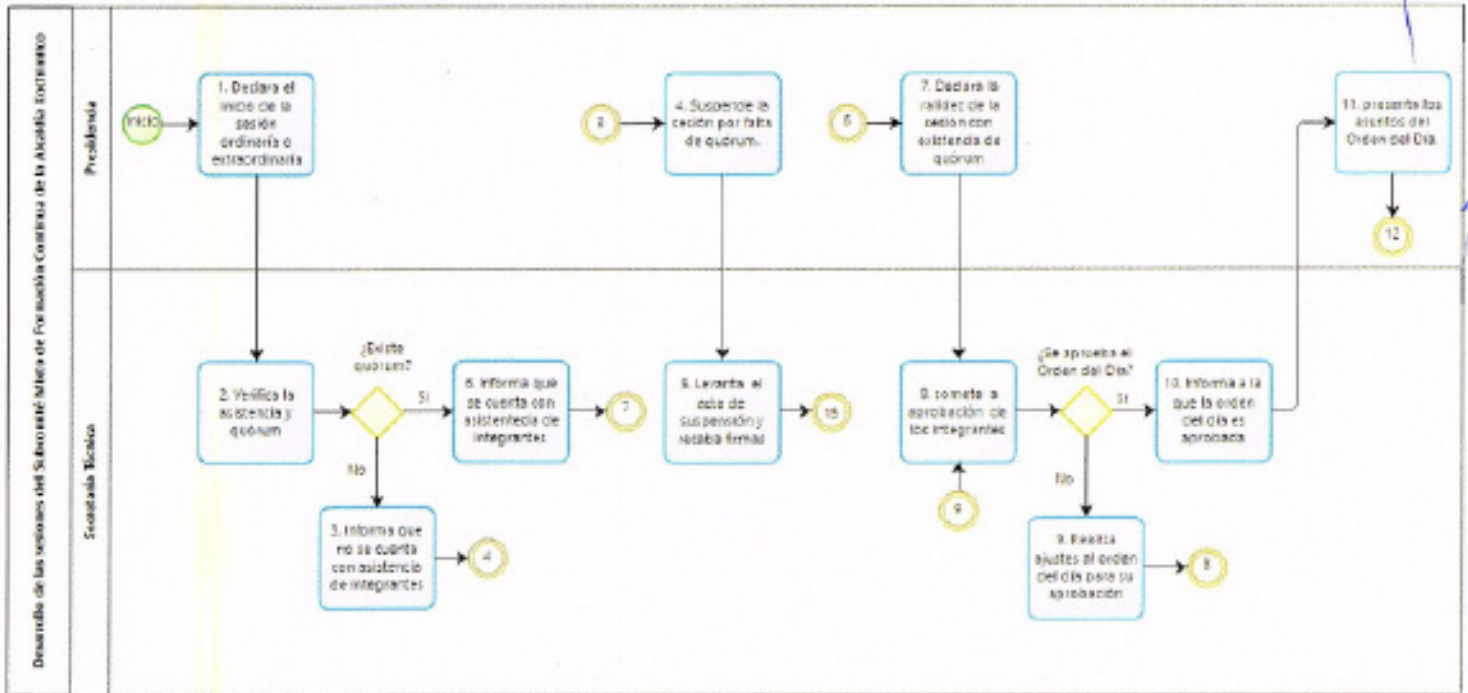 Desarrollo de las sesiones del Subcomité Mixto de Formación Continua de la Alcaldía Xochimilco
Presidencia
Inicio
1. Declara el
inicio de la
sesión
ordinaria o
extraordinaria
3
4. Suspende la
cesión por falta
de quórum.
6
7. Declara la
validez de la
sesión con
existencia de
quórum
11. presenta los
asuntos del
Orden del Día.
12
Secretaría Técnica
2. Verifica la
asistencia y
quórum
¿Existe
quórum?
Si
No
6. Informa que
se cuenta con
asistentecia de
integrantes
7
3. Informa que
no se cuenta
con asistencia
de integrantes
4
5. Levanta el
acta de
suspensión y
recaba firmas
8. somete a
aprobación de
los integrantes
9
¿Se aprueba el
Orden del Día?
Si
No
10. Informa a la
que la orden
del día es
aprobada
9. Realiza
ajustes al orden
del día para su
aprobación
8